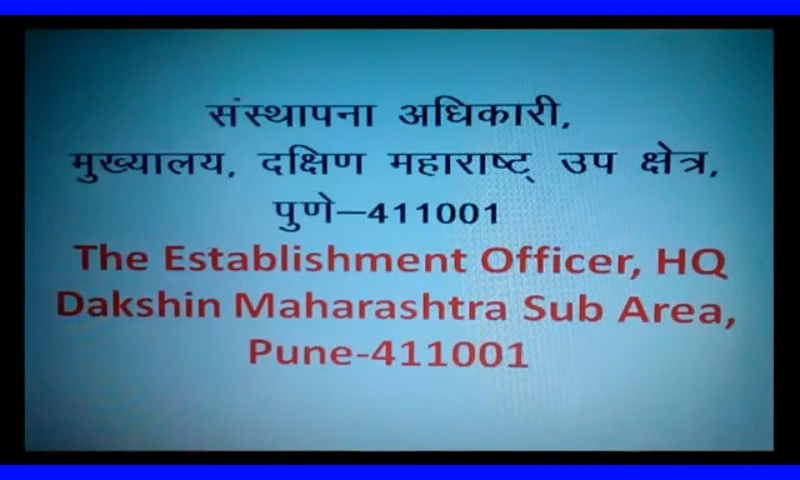 संस्थापना अधिकारी,
मुख्यालय, दक्षिण महाराष्ट् उप क्षेत्र,
पुणे–411001
The Establishment Officer, HQ
Dakshin Maharashtra Sub Area,
Pune-411001